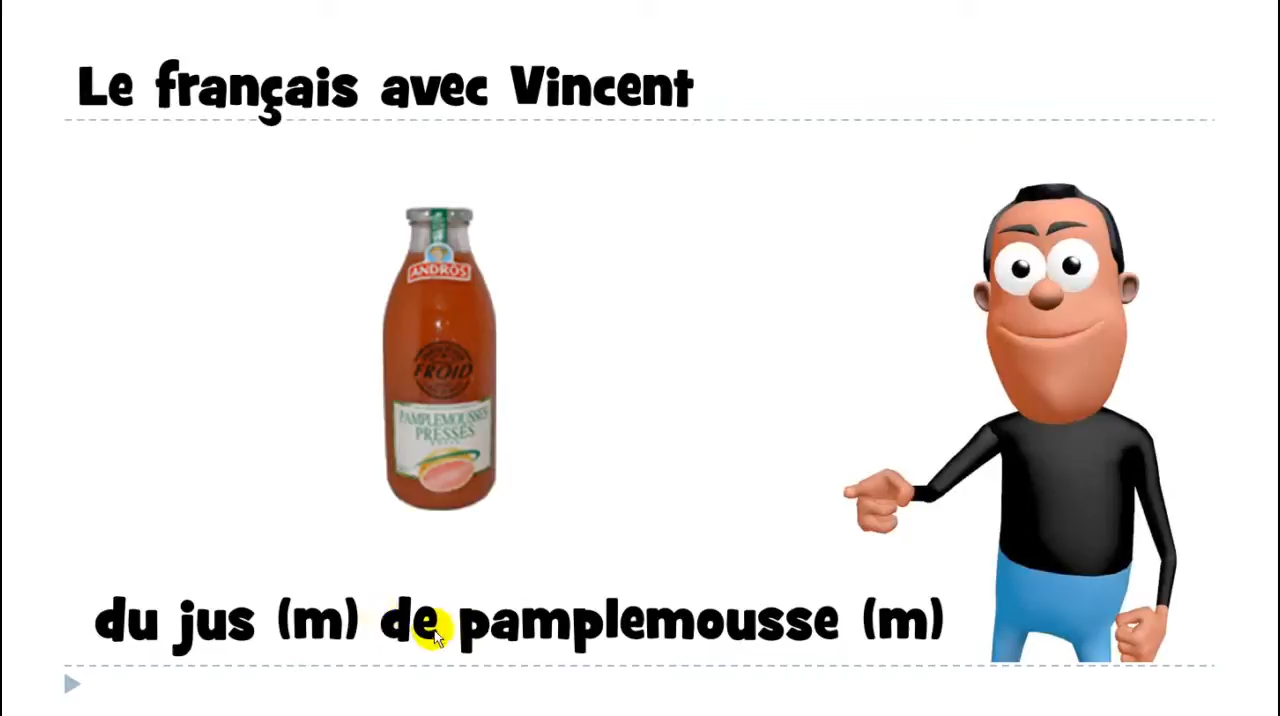 Le français avec Vincent
ANDROS
FROID
PAMPLEMOUSSES
PRESSÉS
du jus (m) de pamplemousse (m)